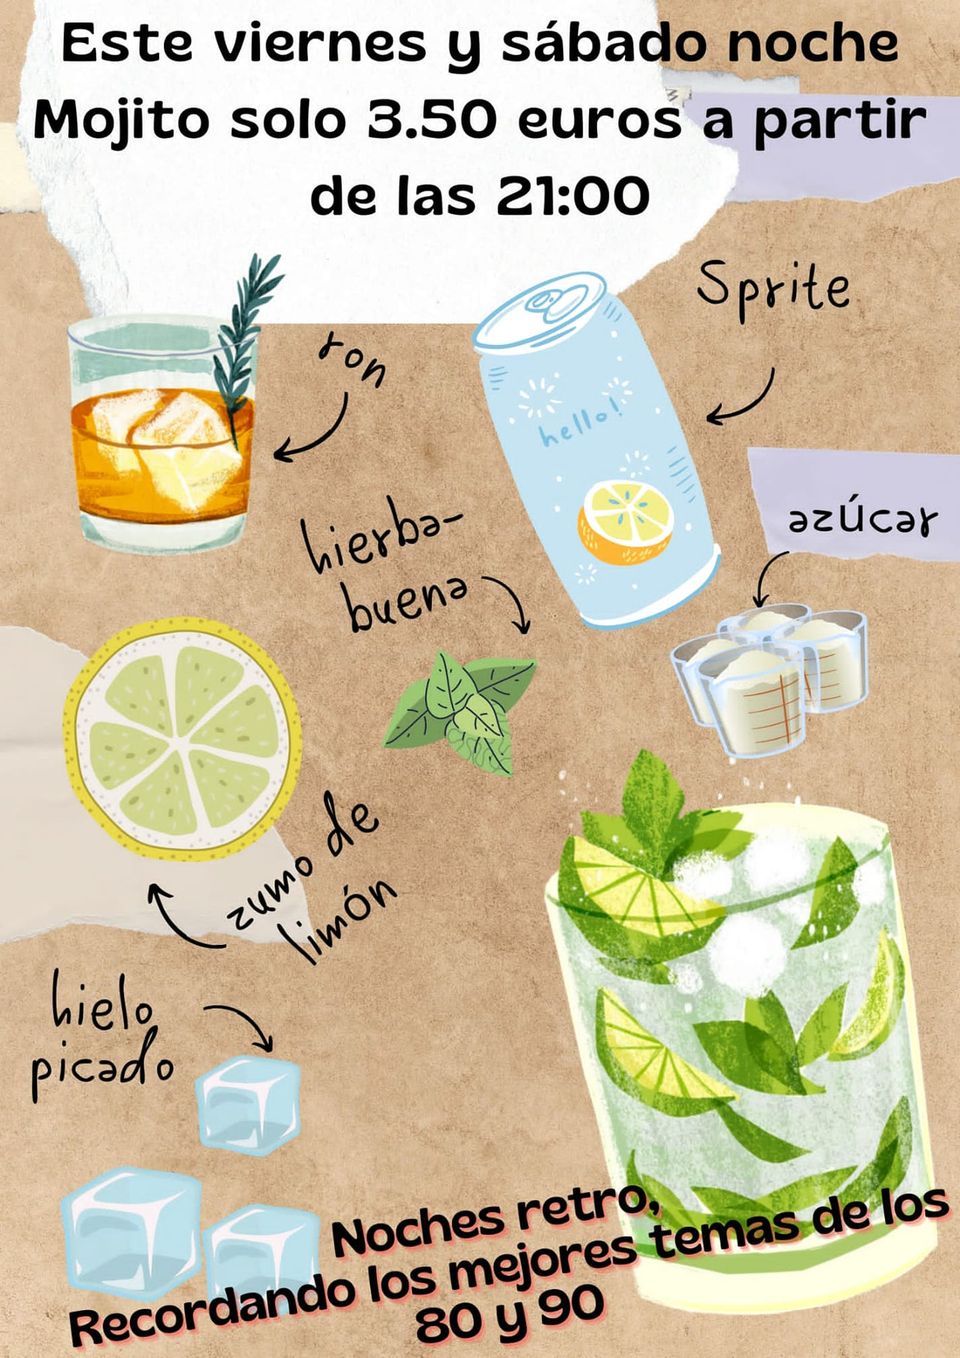 Este viernes y sábado noche
Mojito solo 3.50 euros a partir
de las 21:00
Sprite
ron
hello!
hierba-
buena
azúcar
zumo de
limón
hielo
picado
Noches retro,
Recordando los mejores temas de los
80 y 90